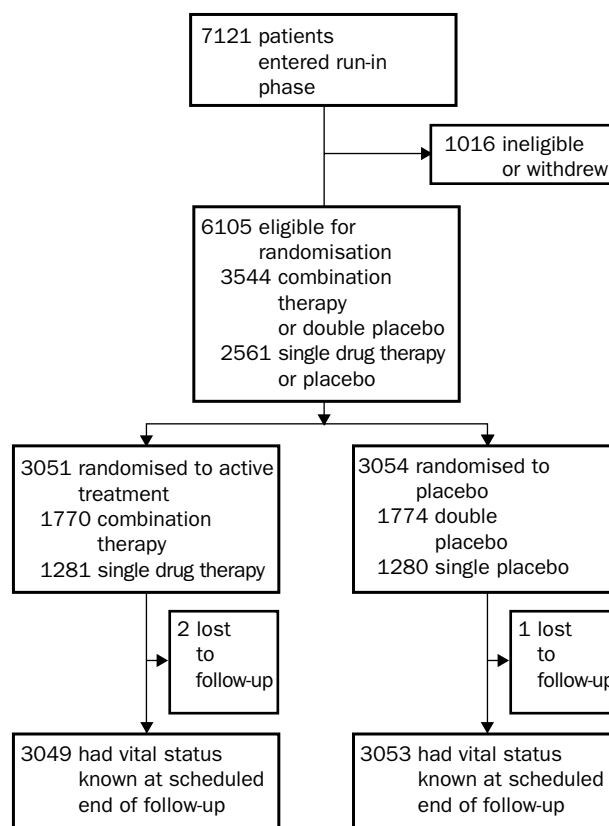 7121 patients
entered run-in
phase
1016 ineligible
or withdrew
6105 eligible for
randomisation
3544 combination
therapy
or double placebo
2561 single drug therapy
or placebo
3051 randomised to active
treatment
1770 combination
therapy
1281 single drug therapy
3054 randomised to
placebo
1774 double
placebo
1280 single placebo
2 lost
to
follow-up
1 lost
to
follow-up
3049 had vital status
known at scheduled
end of follow-up
3053 had vital status
known at scheduled
end of follow-up